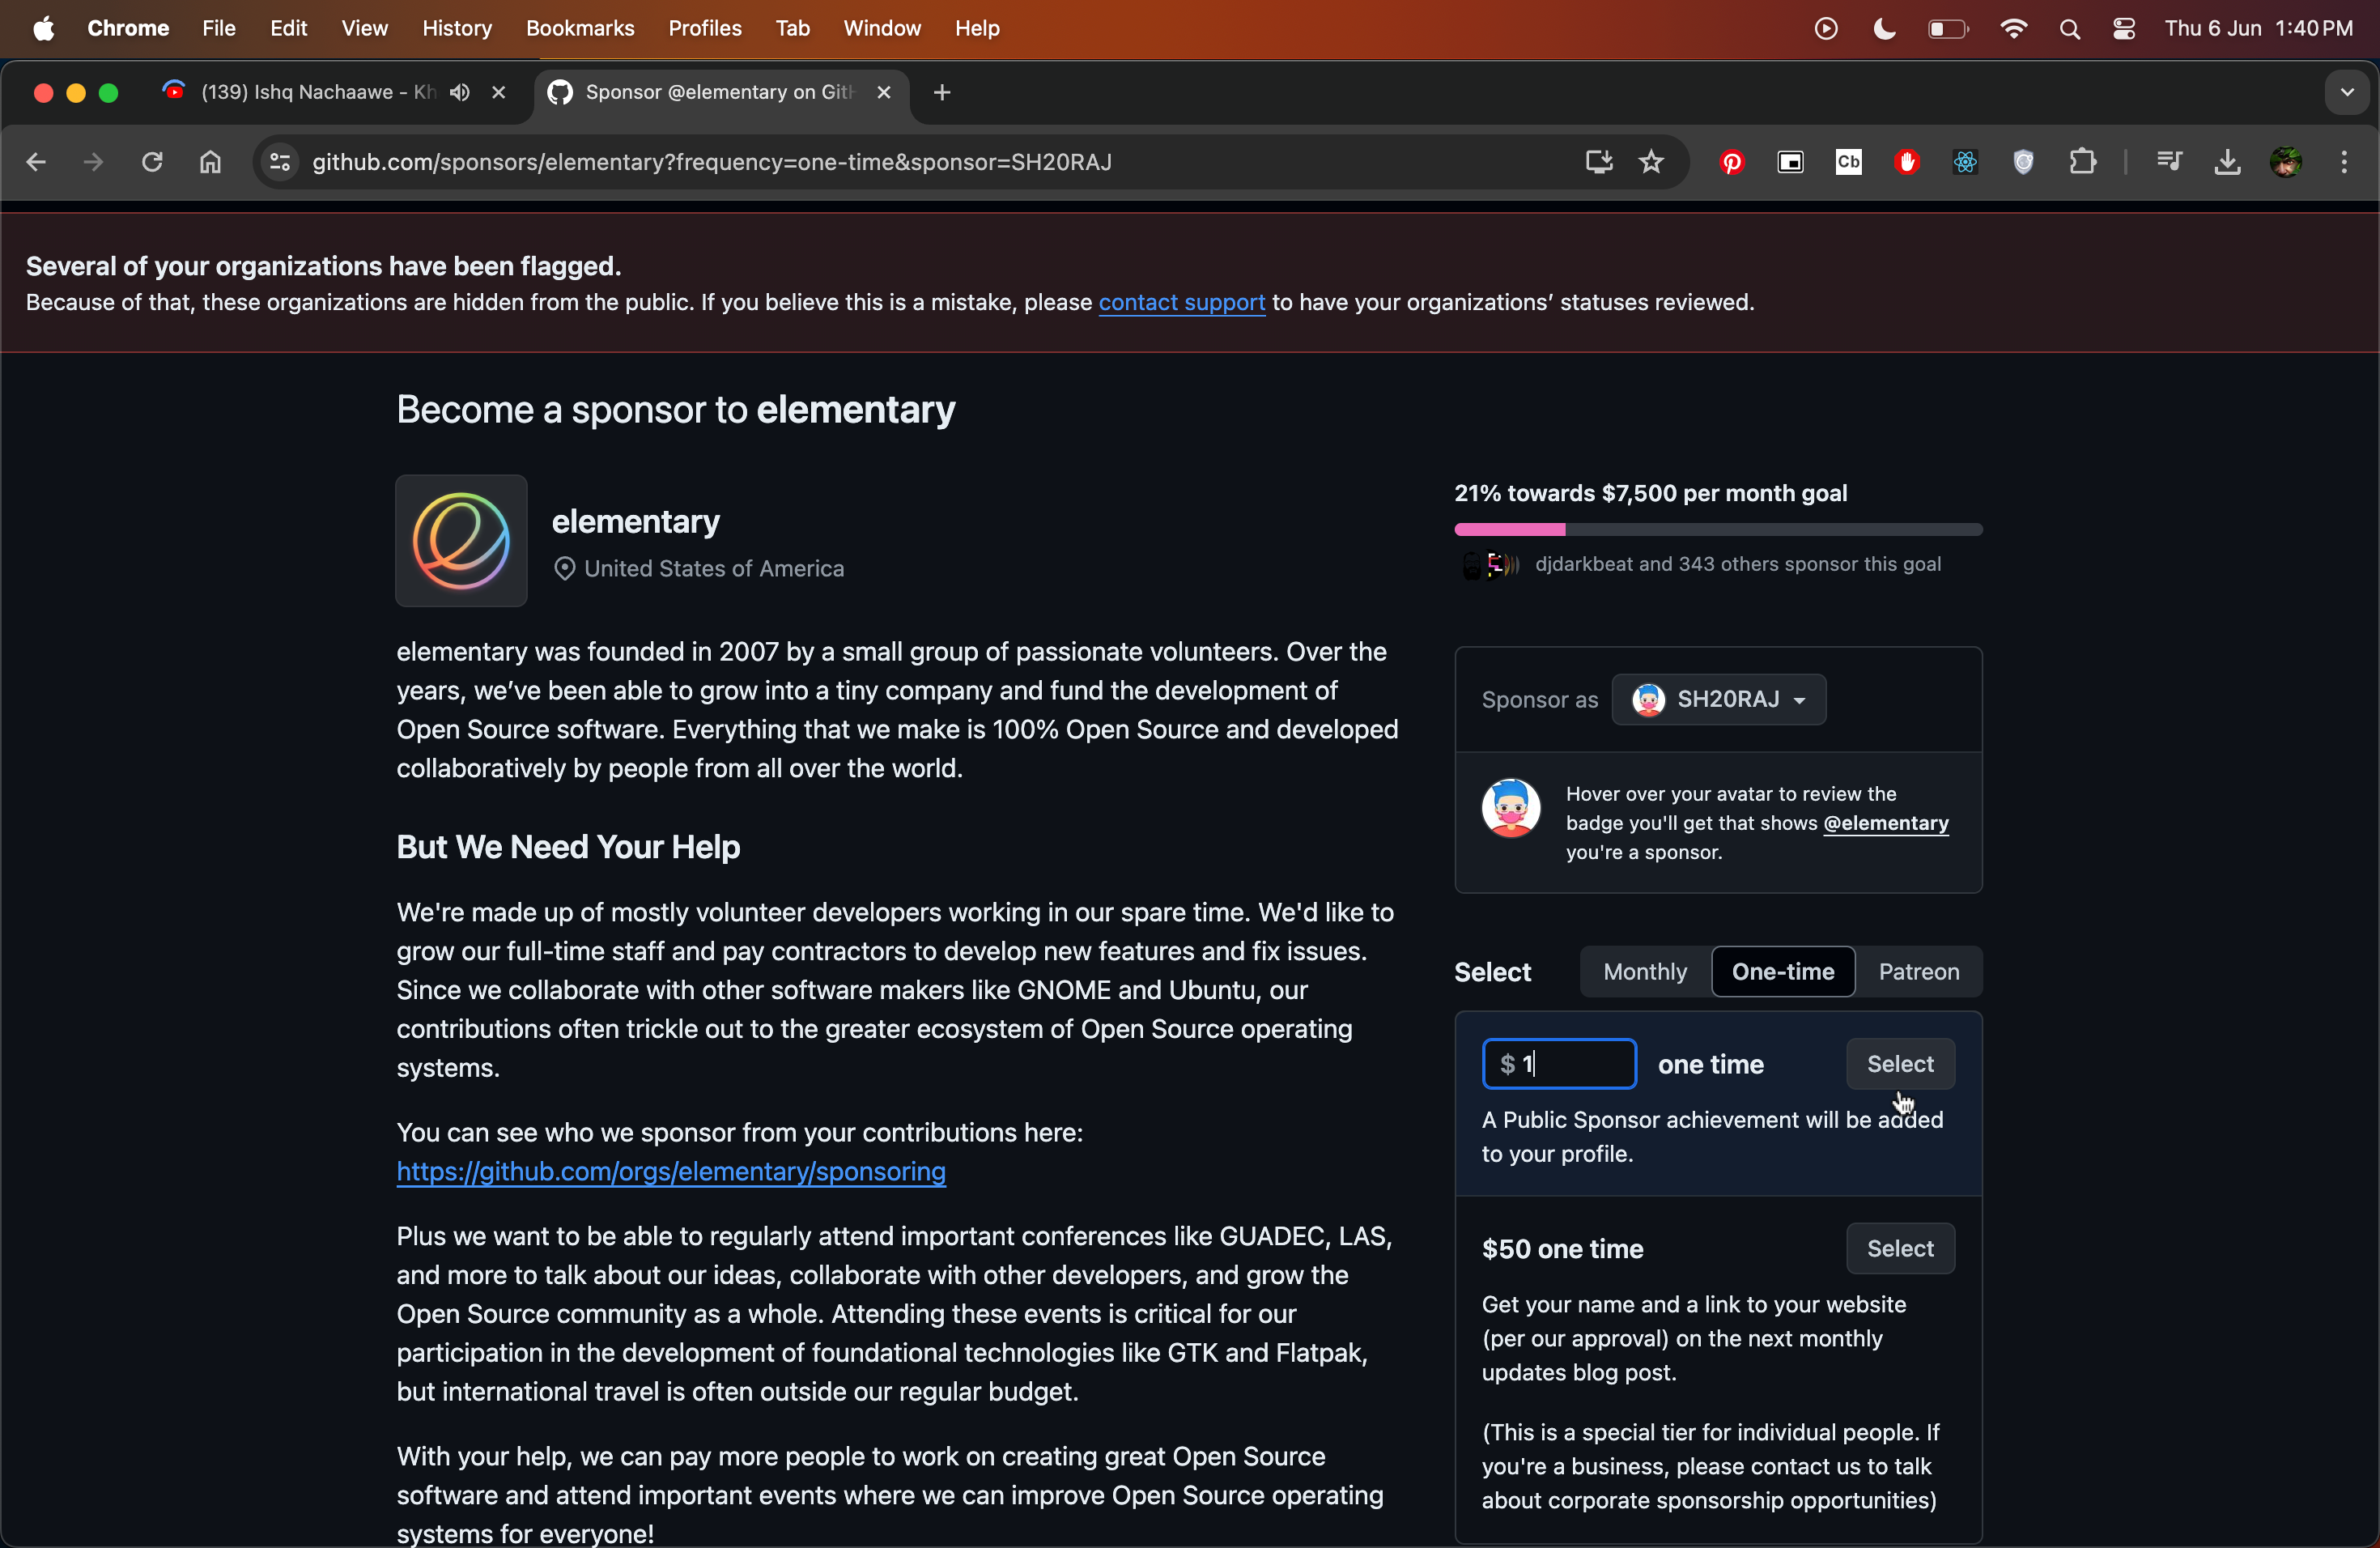 Chrome File Edit View History Bookmarks Profiles Tab Window Help Thu 6 Jun 1:40 PM
(139) Ishq Nachaawe - Kh Sponsor @elementary on Git
github.com/sponsors/elementary?frequency=one-time&sponsor=SH20RAJ Cb
Several of your organizations have been flagged.
Because of that, these organizations are hidden from the public. If you believe this is a mistake, please contact support to have your organizations’ statuses reviewed.
Become a sponsor to elementary
elementary
United States of America
elementary was founded in 2007 by a small group of passionate volunteers. Over the
years, we’ve been able to grow into a tiny company and fund the development of
Open Source software. Everything that we make is 100% Open Source and developed
collaboratively by people from all over the world.
But We Need Your Help
We're made up of mostly volunteer developers working in our spare time. We'd like to
grow our full-time staff and pay contractors to develop new features and fix issues.
Since we collaborate with other software makers like GNOME and Ubuntu, our
contributions often trickle out to the greater ecosystem of Open Source operating
systems.
You can see who we sponsor from your contributions here:
https://github.com/orgs/elementary/sponsoring
Plus we want to be able to regularly attend important conferences like GUADEC, LAS,
and more to talk about our ideas, collaborate with other developers, and grow the
Open Source community as a whole. Attending these events is critical for our
participation in the development of foundational technologies like GTK and Flatpak,
but international travel is often outside our regular budget.
With your help, we can pay more people to work on creating great Open Source
software and attend important events where we can improve Open Source operating
systems for everyone!
21% towards $7,500 per month goal
djdarkbeat and 343 others sponsor this goal
Sponsor as SH20RAJ
Hover over your avatar to review the
badge you'll get that shows @elementary
you're a sponsor.
Select Monthly One-time Patreon
$ 1 one time Select
A Public Sponsor achievement will be added
to your profile.
$50 one time Select
Get your name and a link to your website
(per our approval) on the next monthly
updates blog post.
(This is a special tier for individual people. If
you're a business, please contact us to talk
about corporate sponsorship opportunities)